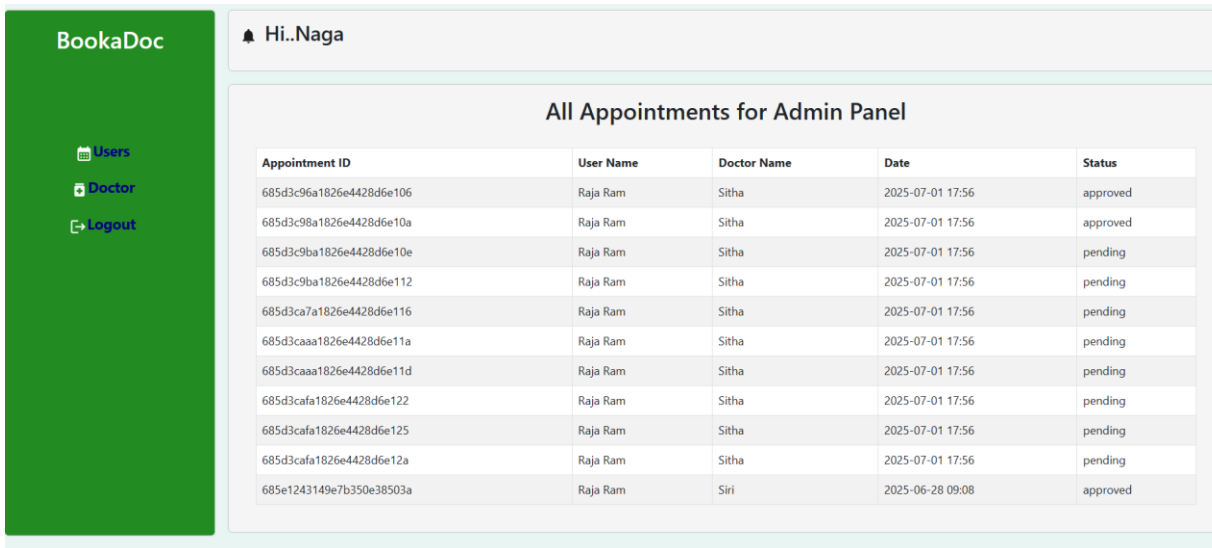 BookaDoc
Users
Doctor
Logout
Hi..Naga
All Appointments for Admin Panel
Appointment ID User Name Doctor Name Date Status
685d3c96a1826e4428d6e106 Raja Ram Sitha 2025-07-01 17:56 approved
685d3c98a1826e4428d6e10a Raja Ram Sitha 2025-07-01 17:56 approved
685d3c9ba1826e4428d6e10e Raja Ram Sitha 2025-07-01 17:56 pending
685d3c9ba1826e4428d6e112 Raja Ram Sitha 2025-07-01 17:56 pending
685d3ca7a1826e4428d6e116 Raja Ram Sitha 2025-07-01 17:56 pending
685d3caaa1826e4428d6e11a Raja Ram Sitha 2025-07-01 17:56 pending
685d3caaa1826e4428d6e11d Raja Ram Sitha 2025-07-01 17:56 pending
685d3cafa1826e4428d6e122 Raja Ram Sitha 2025-07-01 17:56 pending
685d3cafa1826e4428d6e125 Raja Ram Sitha 2025-07-01 17:56 pending
685d3cafa1826e4428d6e12a Raja Ram Sitha 2025-07-01 17:56 pending
685e1243149e7b350e38503a Raja Ram Siri 2025-06-28 09:08 approved